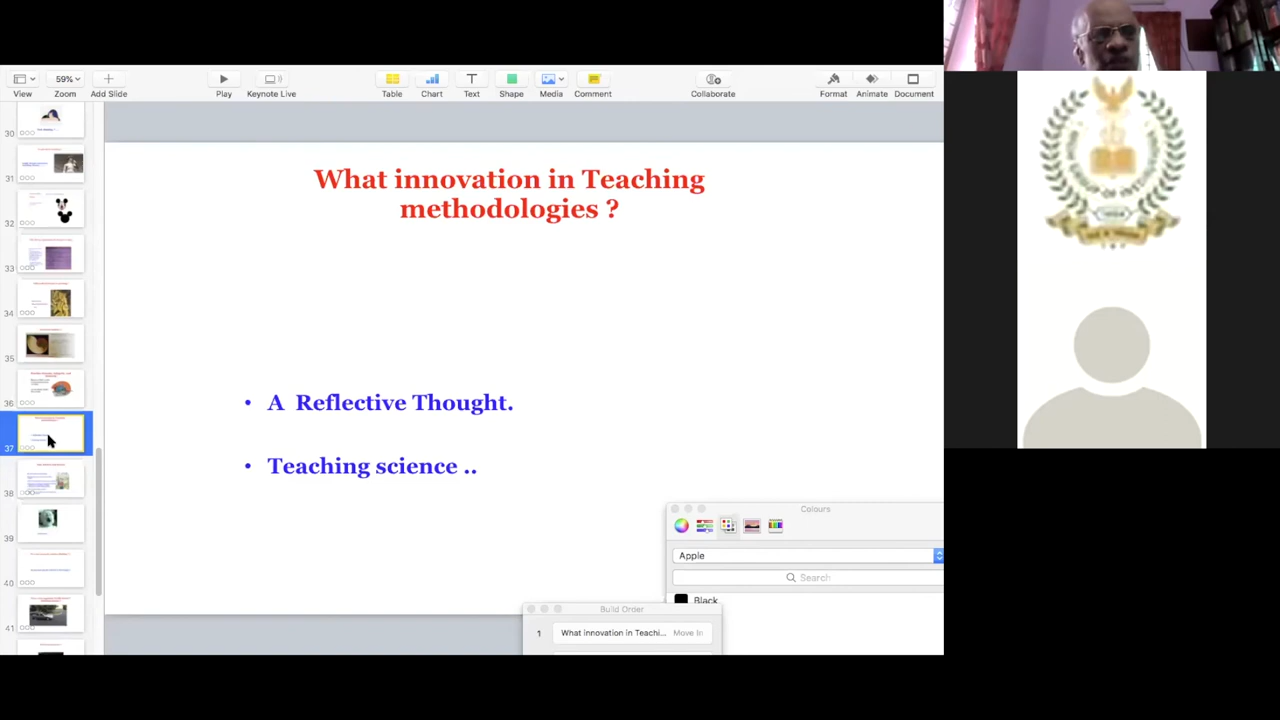 59%
View
Zoom
Add Slide
Play
Keynote Live
Table
Chart
Text
Shape
Media
Comment
Collaborate
Format
Animate
Document
30
31
32
33
34
35
36
37
38
39
40
41
What innovation in Teaching
methodologies ?
• A Reflective Thought.
• Teaching science ..
Colours
Apple
Search
Black
Build Order
1 What innovation in Teachi... Move In